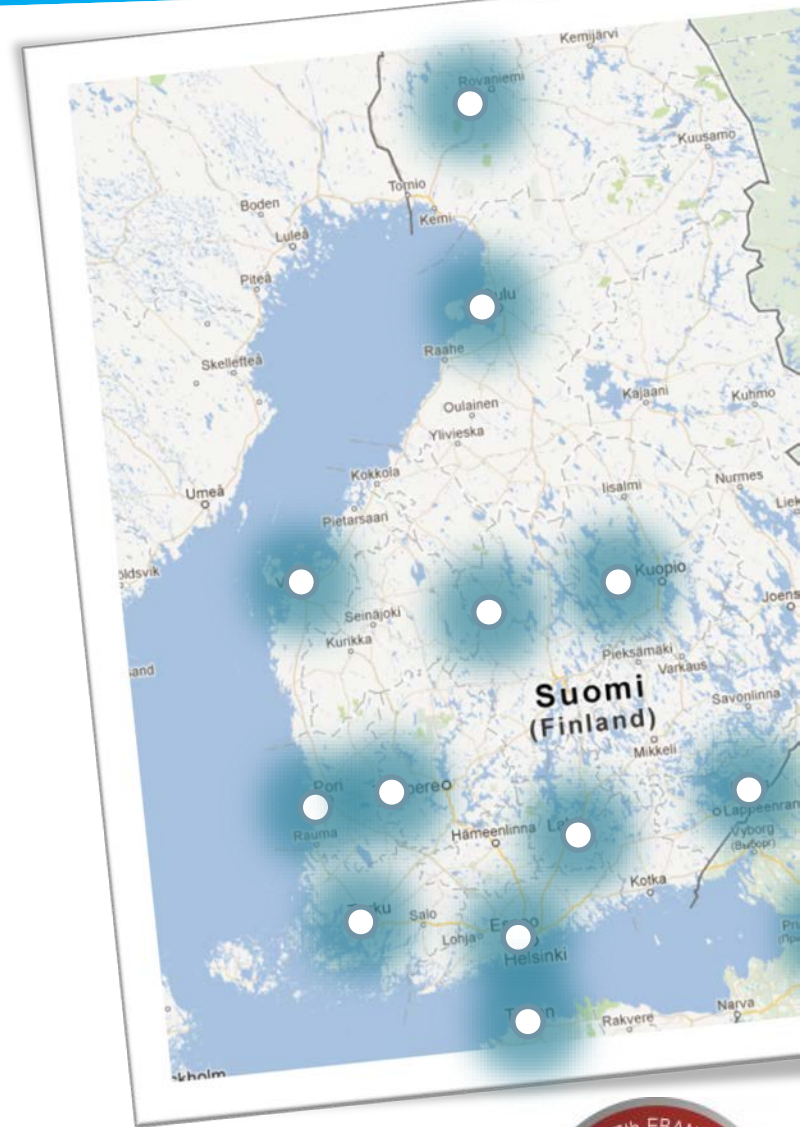 Kemijärvi
Rovaniemi
Kuusamo
Tornio
Boden
Kemi
Luleå
Piteå
Raahe
Skellefteå
Kajaani
Kuhmo
Oulainen
Ylivieska
Kokkola
Iisalmi
Nurmes
Umeå
Pietarsaari
Kuopio
Seinäjoki
Kurikka
Pieksämäki
Varkaus
Suomi
(Finland)
Savonlinna
Mikkeli
Rauma
Hämeenlinna
Vyborg
(Выборг)
Kotka
Salo
Lohja
Helsinki
Rakvere
Narva